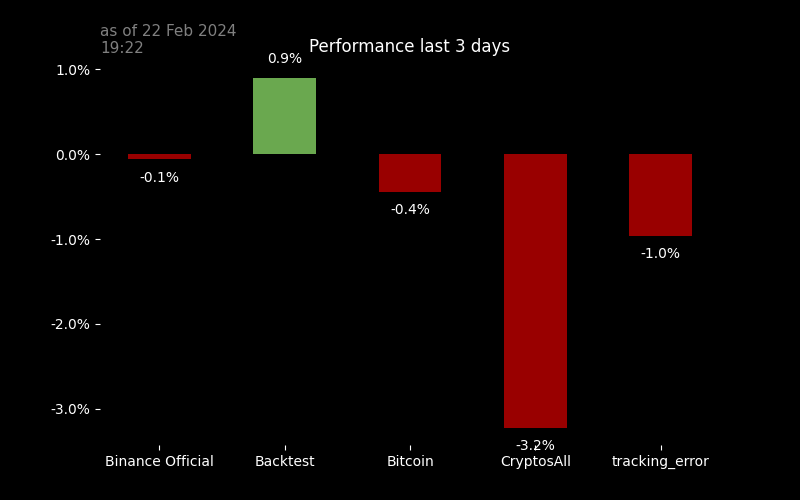 as of 22 Feb 2024
19:22
Performance last 3 days
0.9%
1.0%
0.0%
-0.1%
-0.4%
-1.0%
-1.0%
-2.0%
-3.0%
-3.2%
Binance Official
Backtest
Bitcoin
CryptosAll
tracking_error